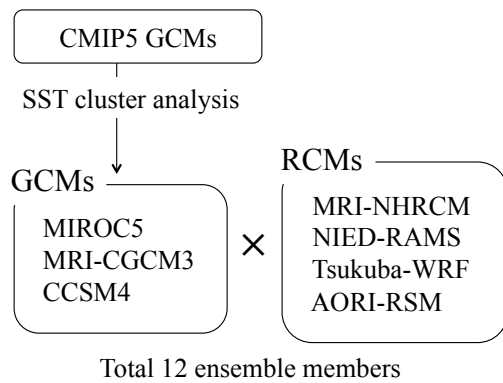 CMIP5 GCMs
SST cluster analysis
GCMs
MIROC5
MRI-CGCM3
CCSM4
×
RCMs
MRI-NHRCM
NIED-RAMS
Tsukuba-WRF
AORI-RSM
Total 12 ensemble members